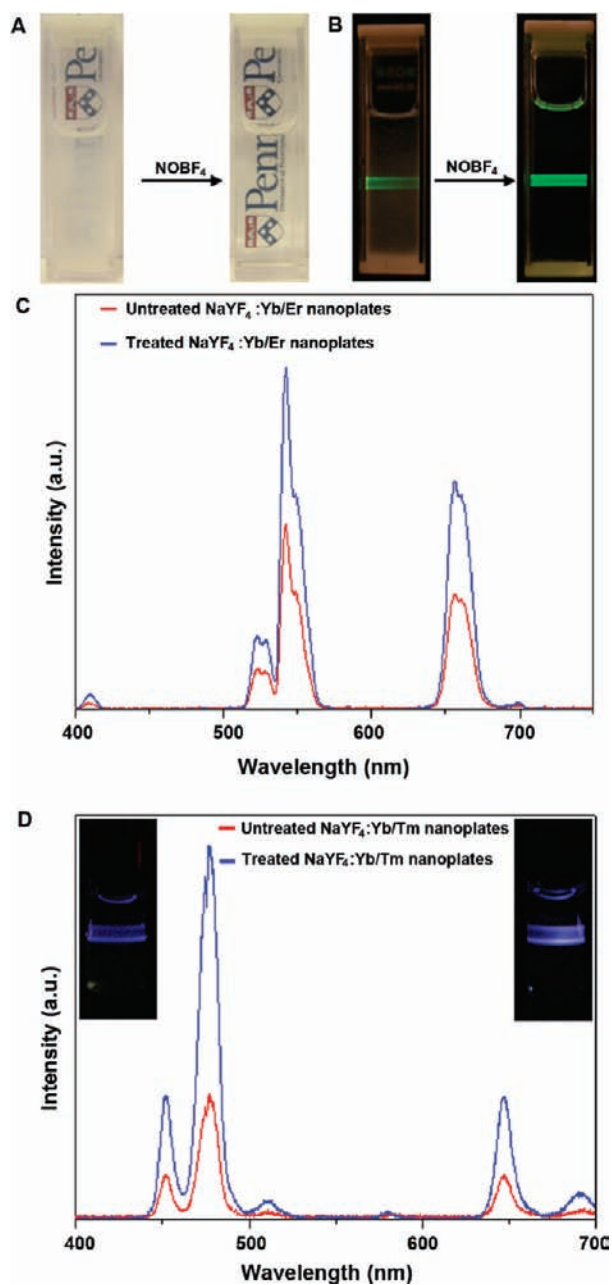 A
Pe
NOBF₄
Pe
Penn
B
NOBF₄
C
Untreated NaYF₄ :Yb/Er nanoplates
Treated NaYF₄ :Yb/Er nanoplates
Intensity (a.u.)
400
500
600
700
Wavelength (nm)
D
Untreated NaYF₄:Yb/Tm nanoplates
Treated NaYF₄:Yb/Tm nanoplates
Intensity (a.u.)
400
500
600
700
Wavelength (nm)